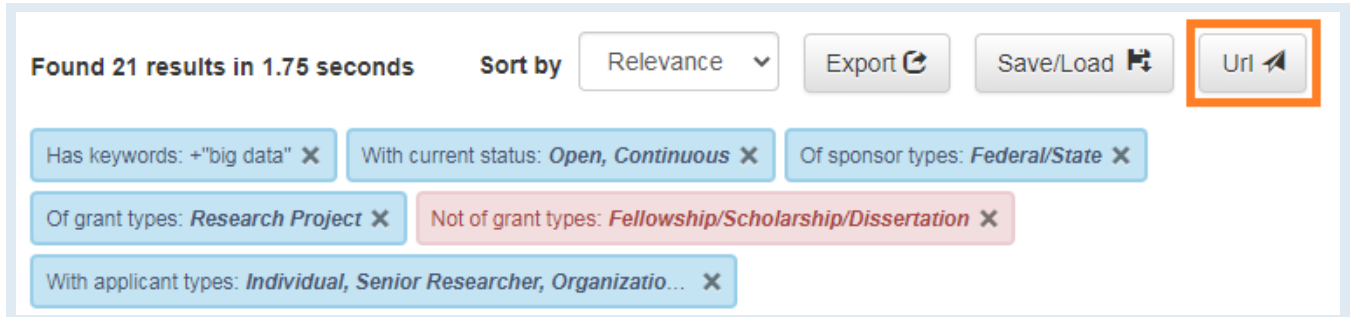 Found 21 results in 1.75 seconds Sort by Relevance Export Save/Load Url
Has keywords: +"big data" With current status: Open, Continuous Of sponsor types: Federal/State
Of grant types: Research Project Not of grant types: Fellowship/Scholarship/Dissertation
With applicant types: Individual, Senior Researcher, Organizatio...